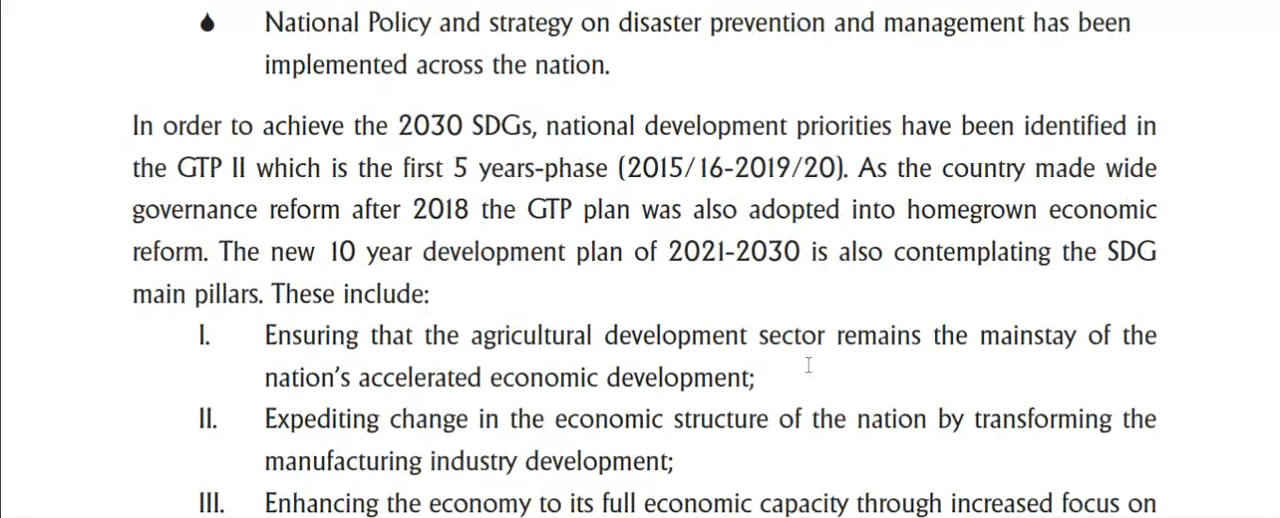 National Policy and strategy on disaster prevention and management has been
implemented across the nation.
In order to achieve the 2030 SDGs, national development priorities have been identified in
the GTP II which is the first 5 years-phase (2015/16-2019/20). As the country made wide
governance reform after 2018 the GTP plan was also adopted into homegrown economic
reform. The new 10 year development plan of 2021-2030 is also contemplating the SDG
main pillars. These include:
I. Ensuring that the agricultural development sector remains the mainstay of the
nation's accelerated economic development;
II. Expediting change in the economic structure of the nation by transforming the
manufacturing industry development;
III. Enhancing the economy to its full economic capacity through increased focus on